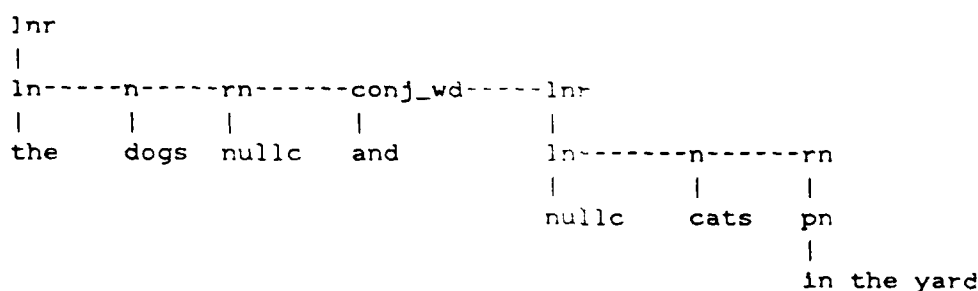 lnr
|
ln-----n-----rn------conj_wd-----lnr
| | | | |
the dogs nullc and ln-------n------rn
| | |
nullc cats pn
|
in the yard